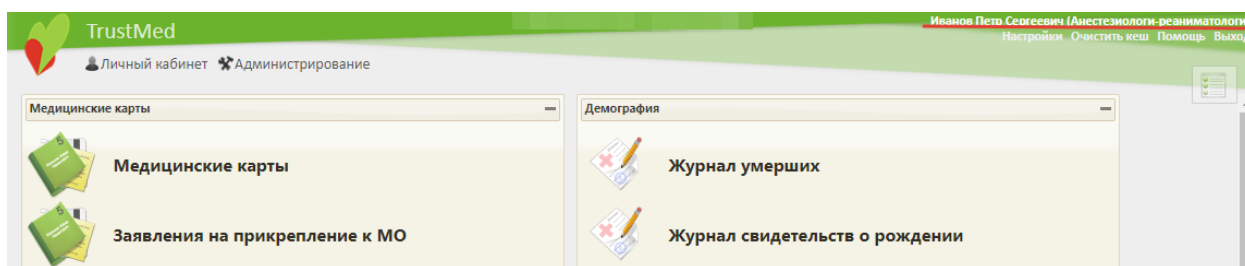 TrustMed
Иванов Петр Сергеевич (Анестезиологи-реаниматологи
Настройки Очистить кеш Помощь Выход
Личный кабинет Администрирование
Медицинские карты
Медицинские карты
Заявления на прикрепление к МО
Демография
Журнал умерших
Журнал свидетельств о рождении